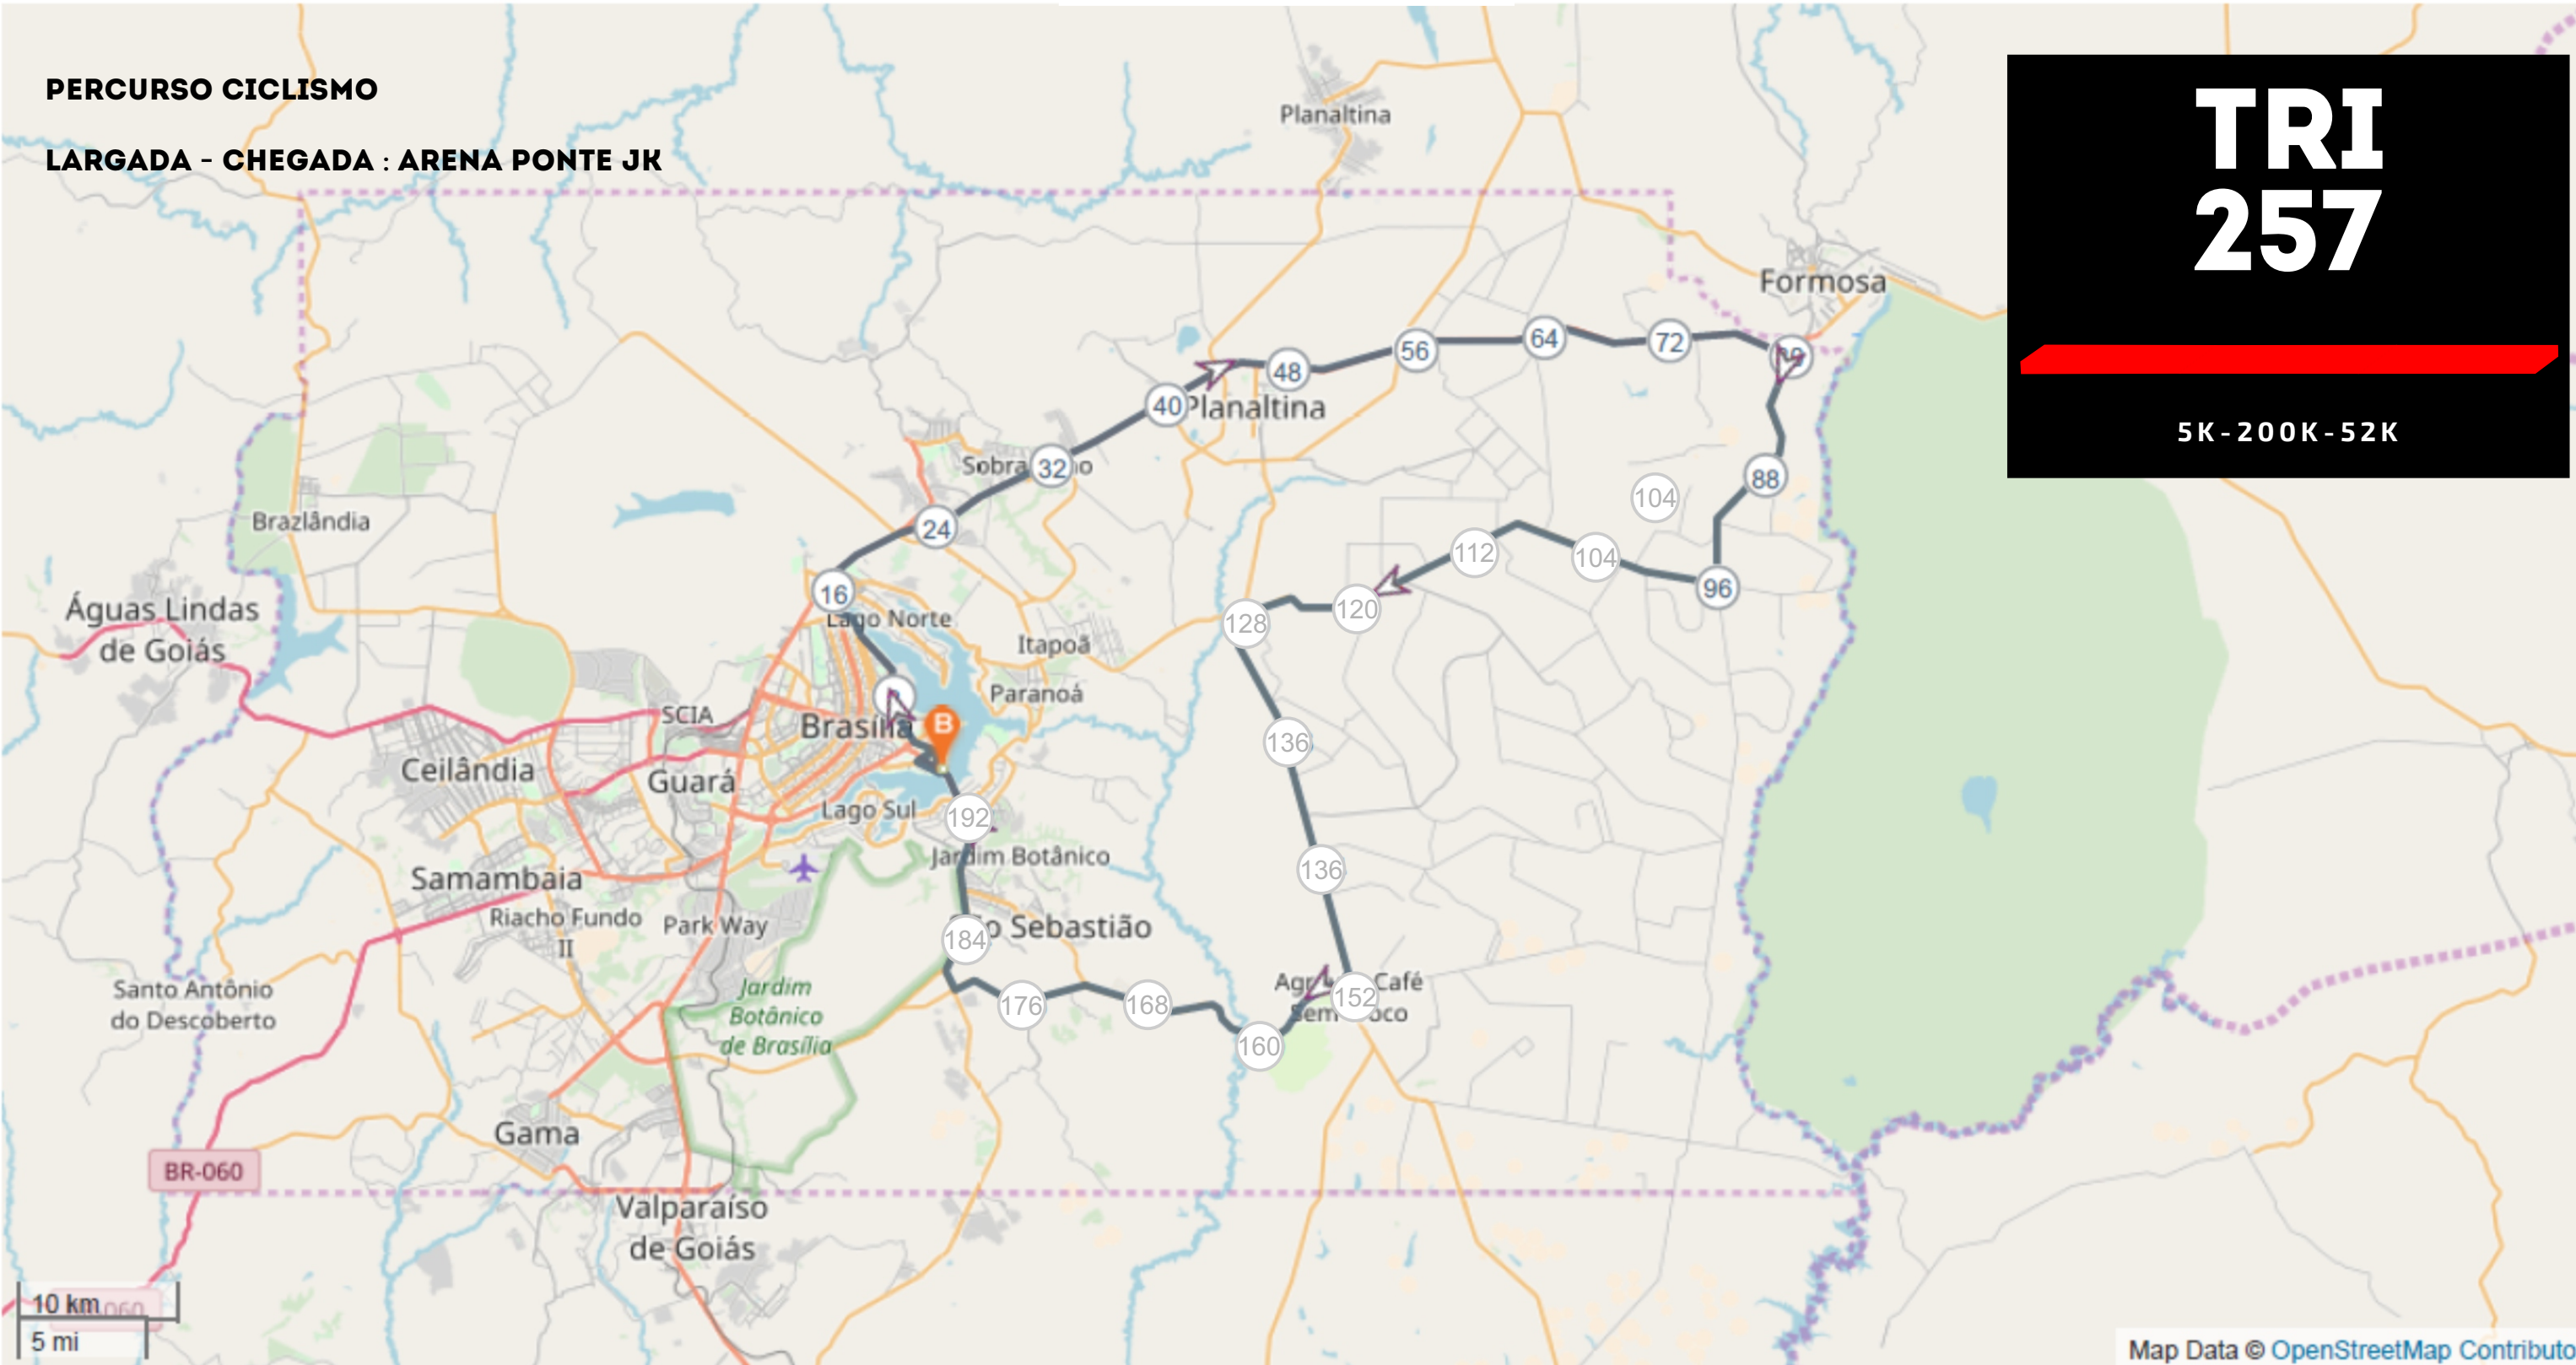 PERCURSO CICLISMO
LARGADA - CHEGADA : ARENA PONTE JK
TRI
257
5K-200K-52K
Planaltina
Formosa
64
72
56
48
40
Planaltina
Sobra
32
88
104
24
Brazlândia
112
104
96
16
Águas Lindas
de Goiás
Lago Norte
120
128
Itapoã
Paranoá
SCIA
Brasília
B
136
Ceilândia
Guará
Lago Sul
192
Jardim Botânico
136
Samambaia
Riacho Fundo
II
Park Way
184
o Sebastião
Santo Antônio
do Descoberto
Jardim
Botânico
de Brasília
176
168
152
Café
160
Gama
BR-060
Valparaíso
de Goiás
10 km
060
5 mi
Map Data © OpenStreetMap Contributo